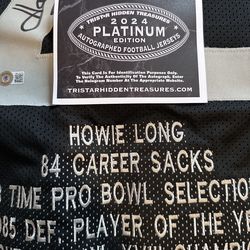 TRISTAR HIDDEN TREASURES
2024
PLATINUM
EDITION
AUTOGRAPHED FOOTBALL JERSEYS
This Card Is For Identification Purposes Only.
To Verify The Authenticity Of The Autograph, Enter
The Hologram Number At The Appropriate Website.
TRISTARHIDDENTREASURES.COM
HOWIE LONG
84 CAREER SACKS
TIME PRO BOWL SELECTION
985 DEF. PLAYER OF THE YE